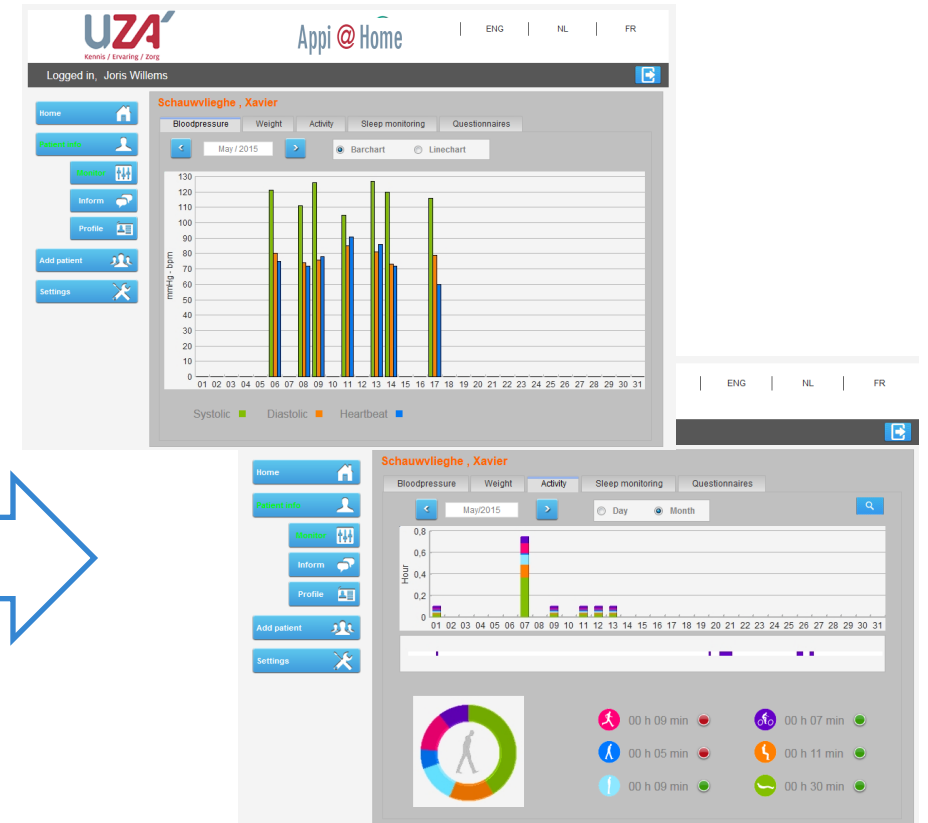 UZA
Kennis / Ervaring / Zorg
Appi @ Home
ENG NL FR
Logged in, Joris Willems
Home
Inform
Profile
Add patient
Settings
Schauwvlieghe , Xavier
Bloodpressure Weight Activity Sleep monitoring Questionnaires
< May / 2015 > Barchart Linechart
mmHg - bpm
130
120
110
100
90
80
70
60
50
40
30
20
10
0
01 02 03 04 05 06 07 08 09 10 11 12 13 14 15 16 17 18 19 20 21 22 23 24 25 26 27 28 29 30 31
Systolic Diastolic Heartbeat
ENG NL FR
Home
Inform
Profile
Add patient
Settings
Schauwvlieghe , Xavier
Bloodpressure Weight Activity Sleep monitoring Questionnaires
< May/2015 > Day Month
Hour
0,8
0,6
0,4
0,2
0
01 02 03 04 05 06 07 08 09 10 11 12 13 14 15 16 17 18 19 20 21 22 23 24 25 26 27 28 29 30 31
00 h 09 min 00 h 07 min
00 h 05 min 00 h 11 min
00 h 09 min 00 h 30 min